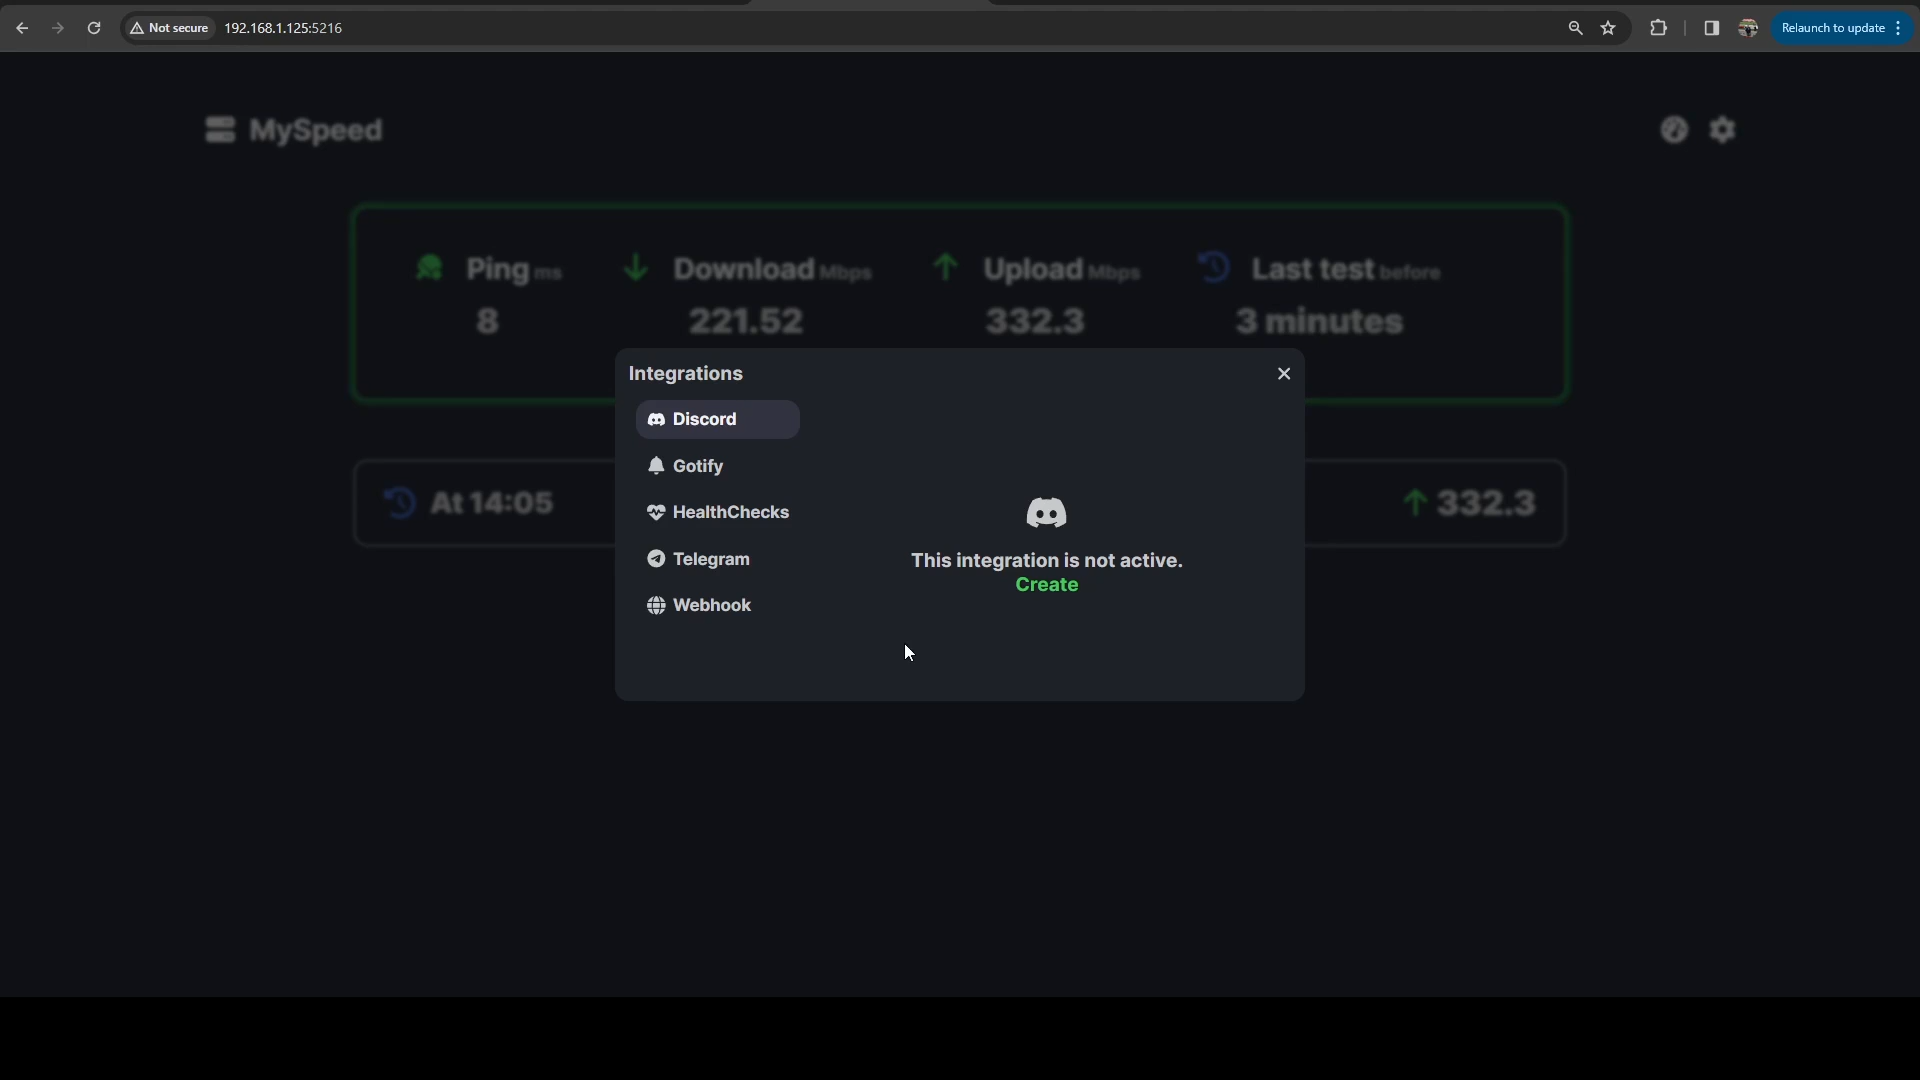 Not secure 192.168.1.125:5216 Relaunch to update
MySpeed
Ping ms Download Mbps Upload Mbps Last test before
8 221.52 332.3 3 minutes
Integrations
Discord
Gotify
HealthChecks
Telegram
Webhook
This integration is not active.
Create
At 14:05 332.3